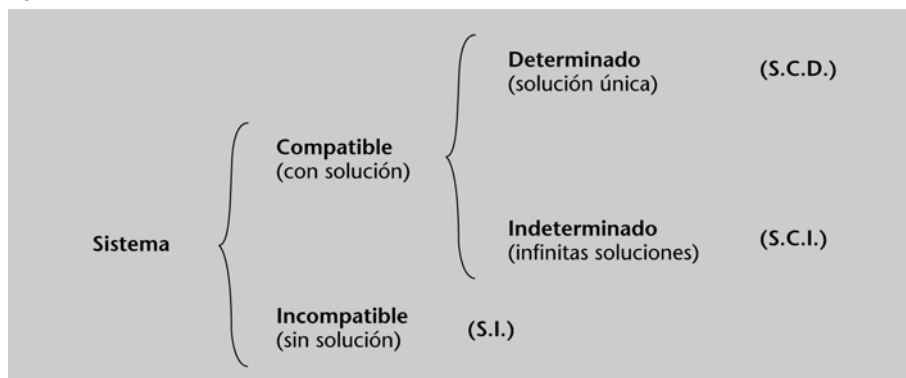 Determinado
(solución única)
(S.C.D.)
Compatible
(con solución)
Sistema
Indeterminado
(infinitas soluciones)
(S.C.I.)
Incompatible
(sin solución)
(S.I.)